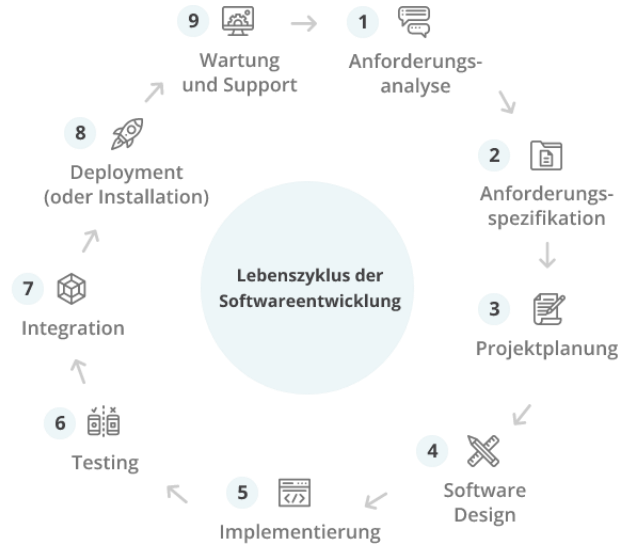 9
Wartung
und Support
1
Anforderungs-
analyse
2
Anforderungs-
spezifikation
3
Projektplanung
4
Software
Design
5
Implementierung
6
Testing
7
Integration
8
Deployment
(oder Installation)
Lebenszyklus der
Softwareentwicklung